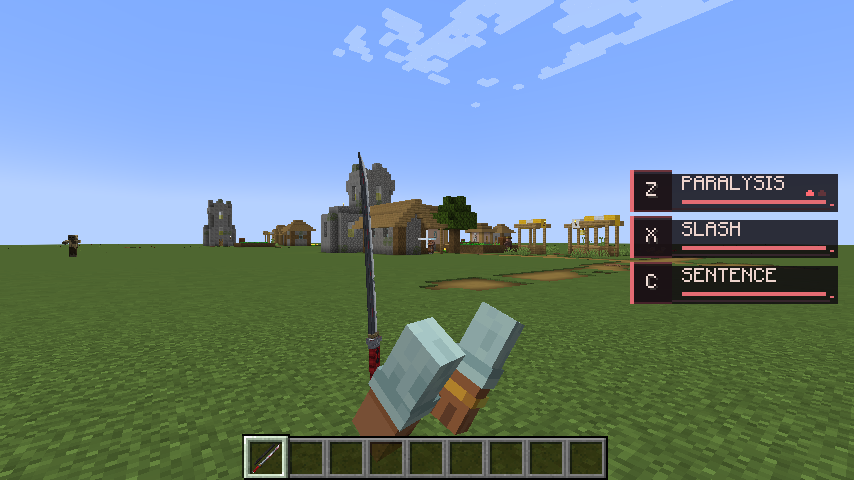 Z
PARALYSIS
X
SLASH
C
SENTENCE